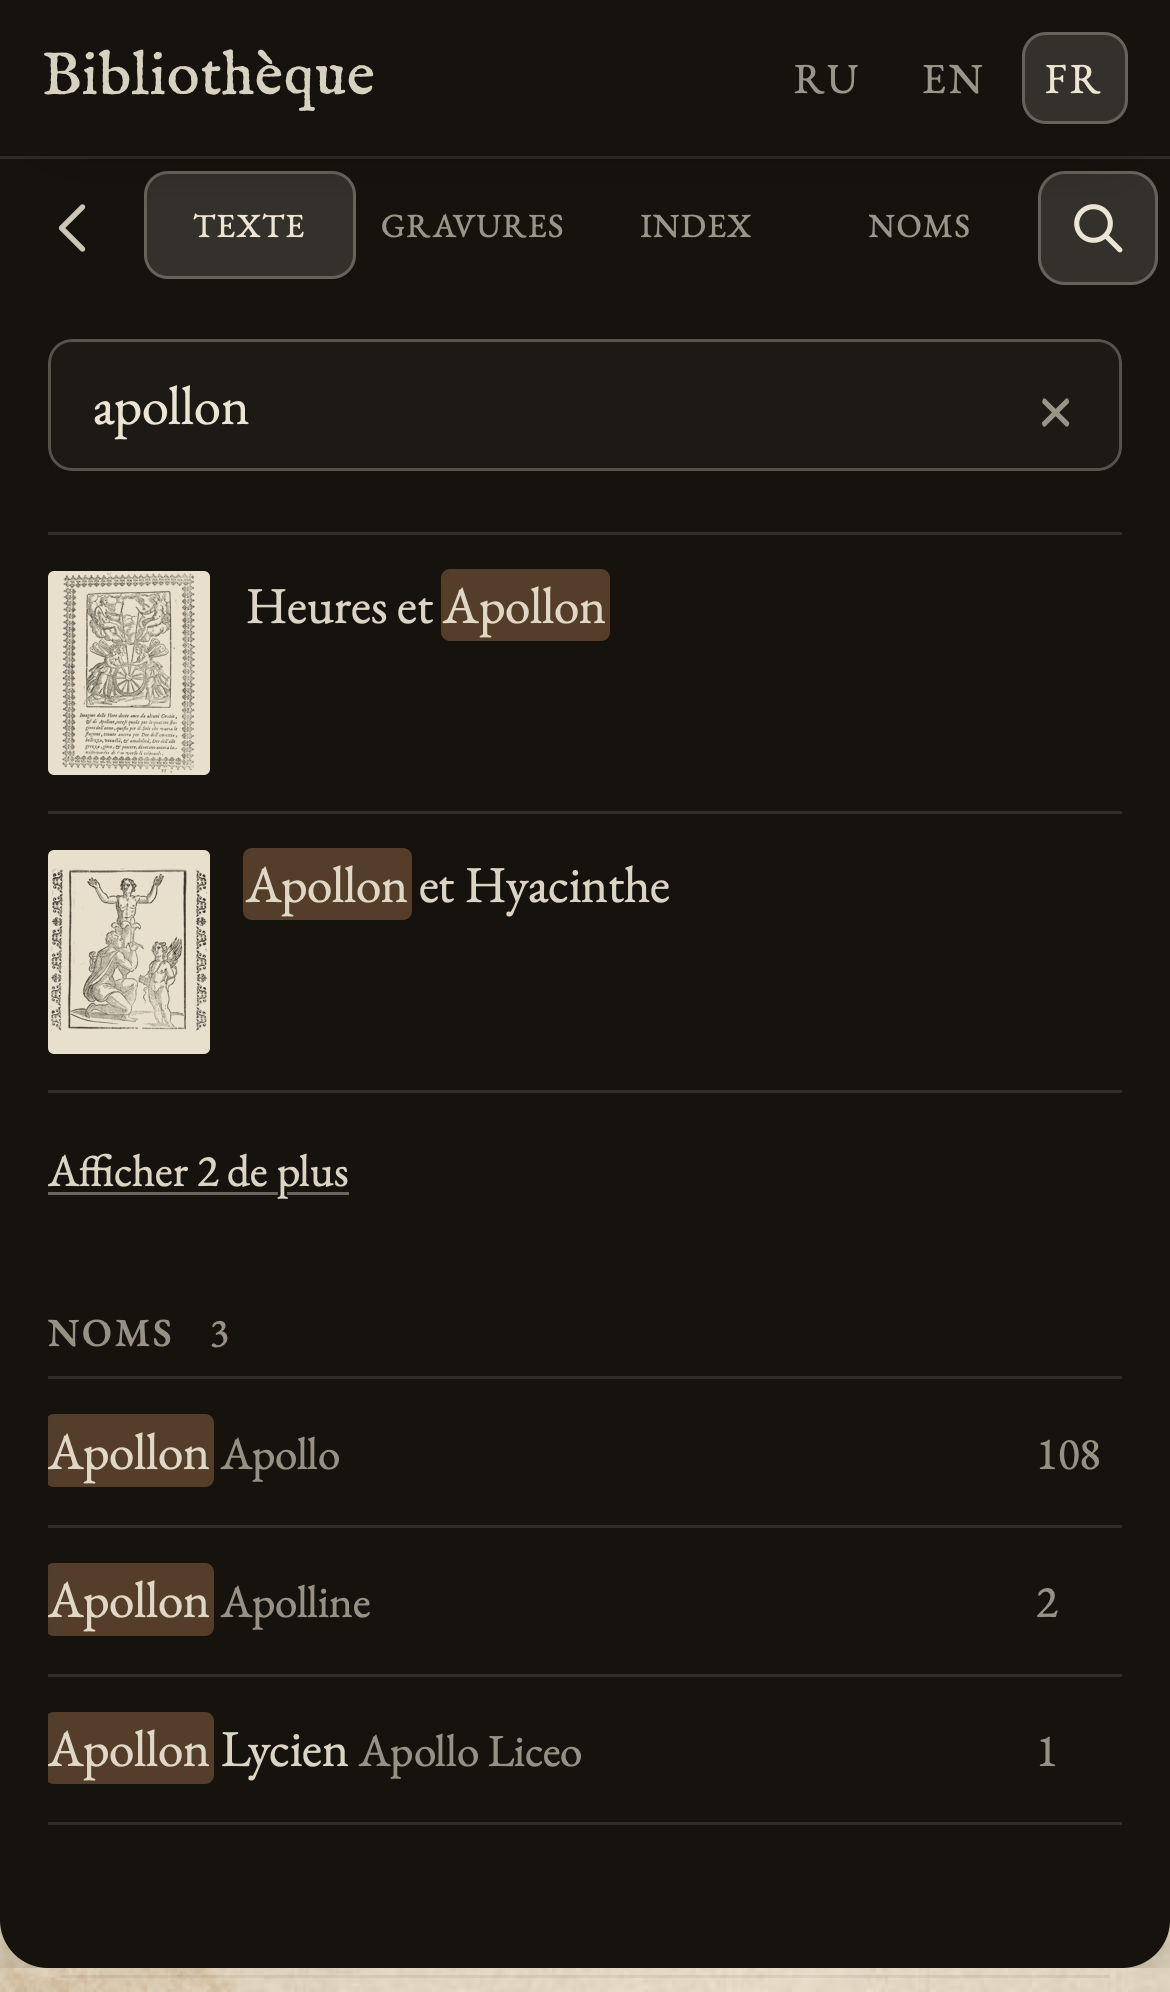 Bibliothèque RU EN FR
TEXTE GRAVURES INDEX NOMS
apollon
Heures et Apollon
Apollon et Hyacinthe
Afficher 2 de plus
NOMS 3
Apollon Apollo 108
Apollon Apolline 2
Apollon Lycien Apollo Liceo 1